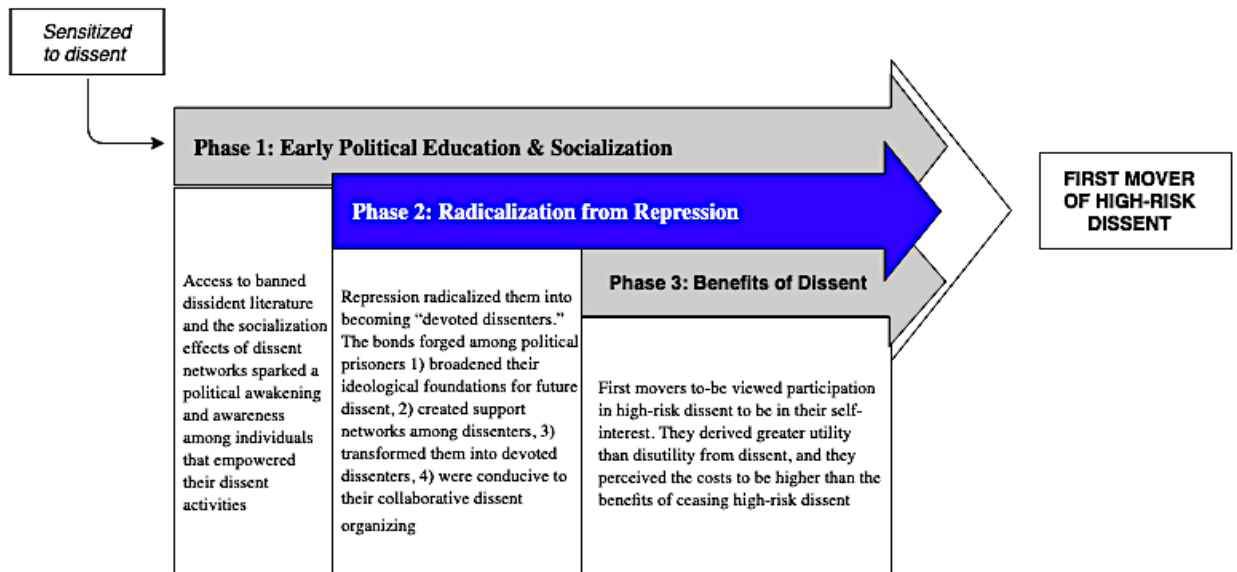 Sensitized
to dissent
Phase 1: Early Political Education & Socialization
Phase 2: Radicalization from Repression
Phase 3: Benefits of Dissent
FIRST MOVER
OF HIGH-RISK
DISSENT
Access to banned
dissident literature
and the socialization
effects of dissent
networks sparked a
political awakening
and awareness
among individuals
that empowered
their dissent
activities
Repression radicalized them into
becoming “devoted dissenters.”
The bonds forged among political
prisoners 1) broadened their
ideological foundations for future
dissent, 2) created support
networks among dissenters, 3)
transformed them into devoted
dissenters, 4) were conducive to
their collaborative dissent
organizing
First movers to-be viewed participation
in high-risk dissent to be in their self-
interest. They derived greater utility
than disutility from dissent, and they
perceived the costs to be higher than the
benefits of ceasing high-risk dissent